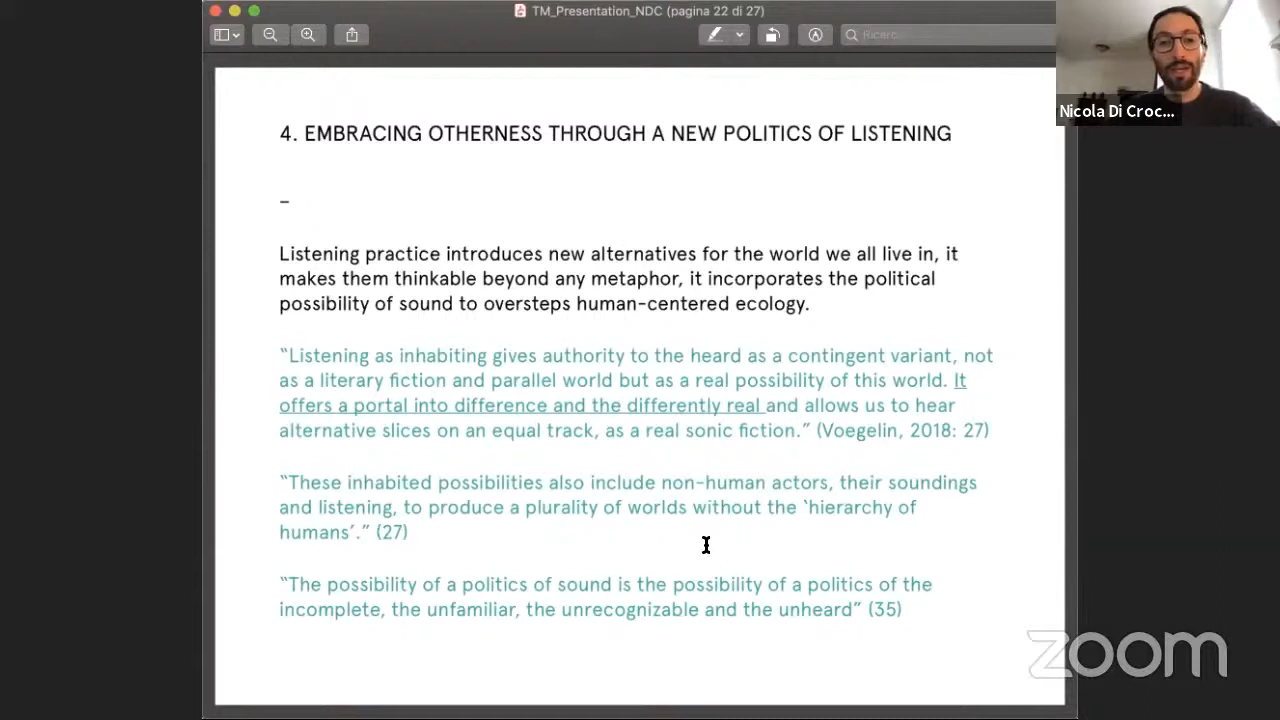 TM_Presentation_NDC (pagina 22 di 27)
Ricerc
Nicola Di Croc...
4. EMBRACING OTHERNESS THROUGH A NEW POLITICS OF LISTENING
–
Listening practice introduces new alternatives for the world we all live in, it
makes them thinkable beyond any metaphor, it incorporates the political
possibility of sound to oversteps human-centered ecology.
“Listening as inhabiting gives authority to the heard as a contingent variant, not
as a literary fiction and parallel world but as a real possibility of this world. It
offers a portal into difference and the differently real and allows us to hear
alternative slices on an equal track, as a real sonic fiction.” (Voegelin, 2018: 27)
“These inhabited possibilities also include non-human actors, their soundings
and listening, to produce a plurality of worlds without the ‘hierarchy of
humans’.” (27)
“The possibility of a politics of sound is the possibility of a politics of the
incomplete, the unfamiliar, the unrecognizable and the unheard” (35)
zoom